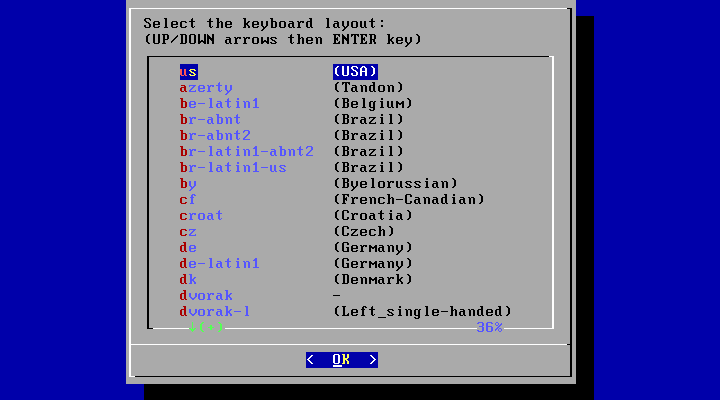 Select the keyboard layout:
(UP/DOWN arrows then ENTER key)
us (USA)
azerty (Tandon)
be-latin1 (Belgium)
br-abnt (Brazil)
br-abnt2 (Brazil)
br-latin1-abnt2 (Brazil)
br-latin1-us (Brazil)
by (Byelorussian)
cf (French-Canadian)
croat (Croatia)
cz (Czech)
de (Germany)
de-latin1 (Germany)
dk (Denmark)
dvorak -
dvorak-l (Left_single-handed)
↓(+) 36%
< OK >